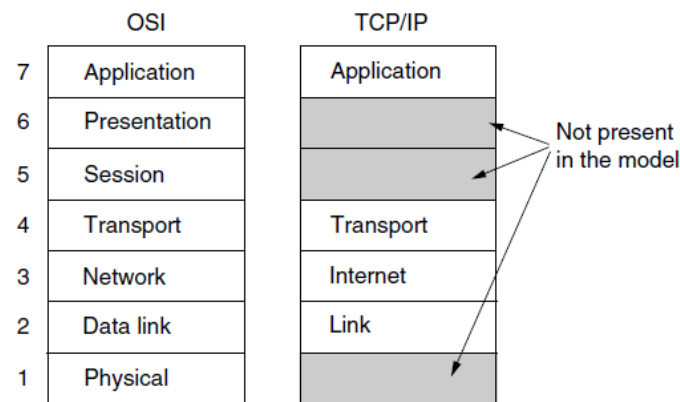 OSI TCP/IP
7 Application Application
6 Presentation
Not present
in the model
5 Session
4 Transport Transport
3 Network Internet
2 Data link Link
1 Physical